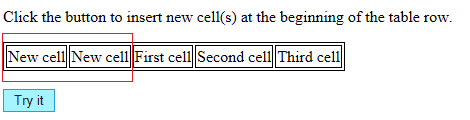 Click the button to insert new cell(s) at the beginning of the table row.
New cell New cell First cell Second cell Third cell
Try it